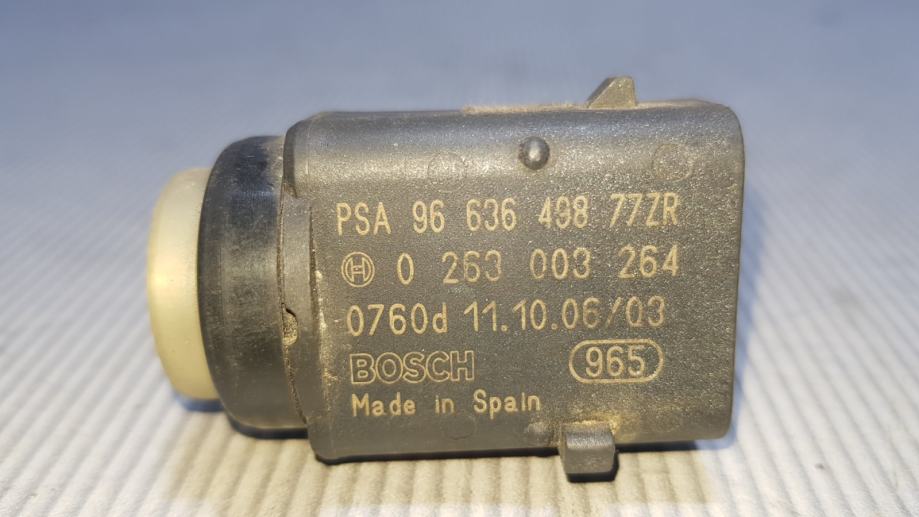 PSA 96 636 498 77ZR
0 263 003 264
0760d 11.10.06/03
BOSCH 965
Made in Spain